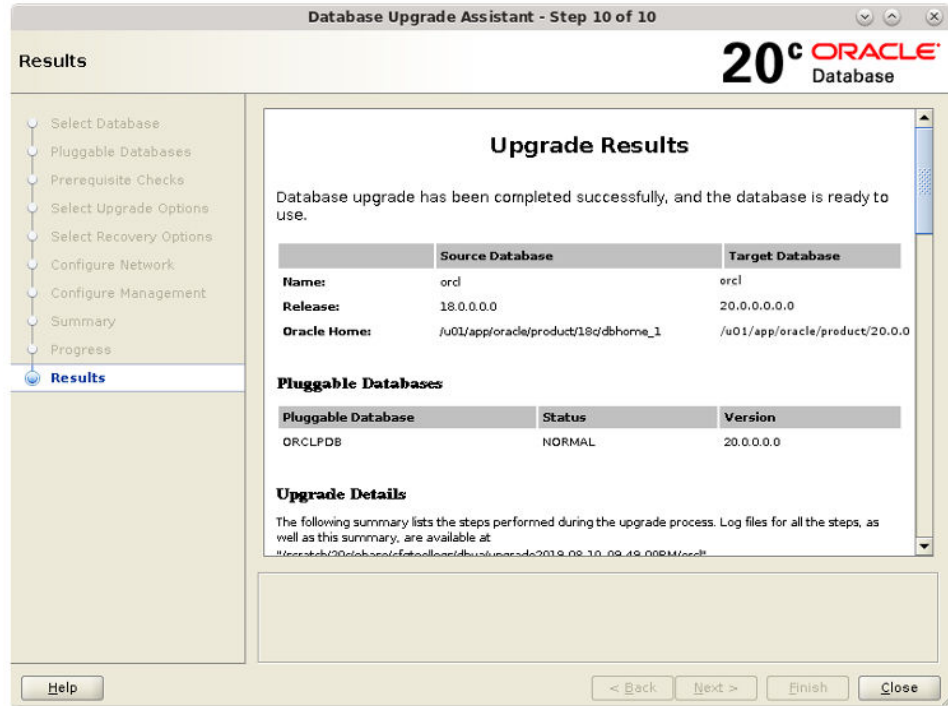 Database Upgrade Assistant - Step 10 of 10
Results
20c ORACLE
Database
Select Database
Pluggable Databases
Prerequisite Checks
Select Upgrade Options
Select Recovery Options
Configure Network
Configure Management
Summary
Progress
Results
Upgrade Results
Database upgrade has been completed successfully, and the database is ready to
use.
Source Database Target Database
Name: orcl orcl
Release: 18.0.0.0.0 20.0.0.0.0.0
Oracle Home: /u01/app/oracle/product/18c/dbhome_1 /u01/app/oracle/product/20.0.0
Pluggable Databases
Pluggable Database Status Version
ORCLPDB NORMAL 20.0.0.0.0
Upgrade Details
The following summary lists the steps performed during the upgrade process. Log files for all the steps, as
well as this summary, are available at
Help < Back Next > Finish Close